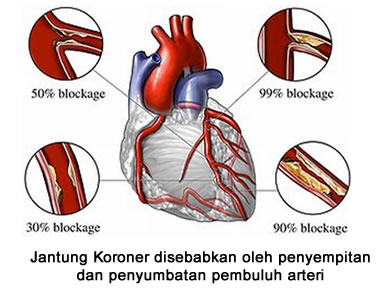 50% blockage
99% blockage
30% blockage
90% blockage
Jantung Koroner disebabkan oleh penyempitan
dan penyumbatan pembuluh arteri